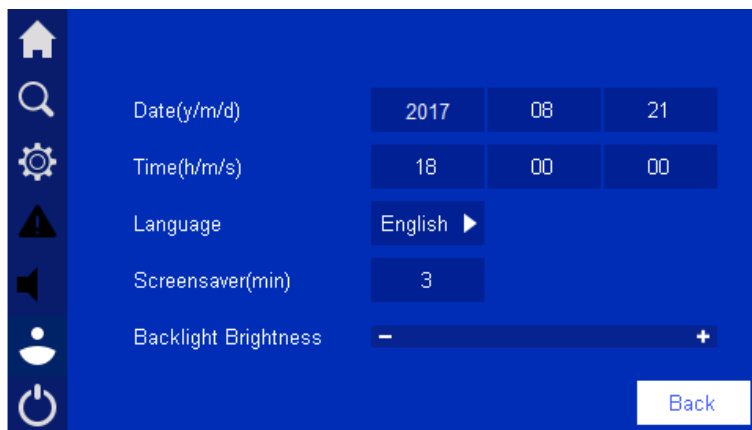 Date(y/m/d) 2017 08 21
Time(h/m/s) 18 00 00
Language English
Screensaver(min) 3
Backlight Brightness - +
Back